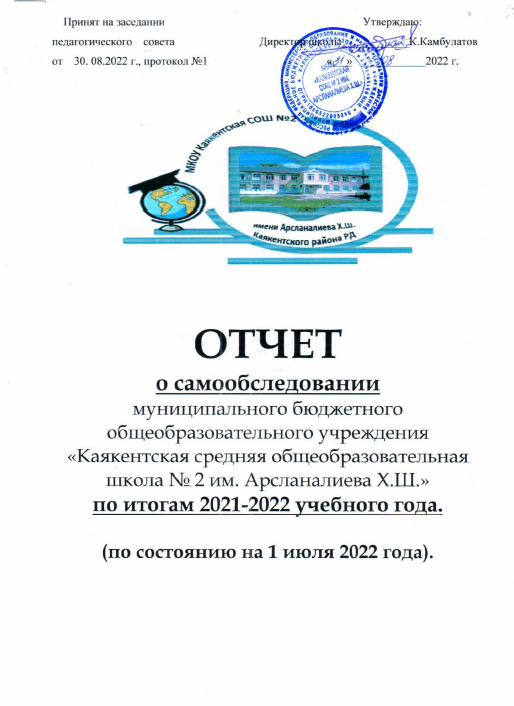 Принят на заседании
Утверждаю:
педагогического совета
Директор школы К.Камбулатов
от 30. 08.2022 г., протокол №1
« 31 » 08 2022 г.
МКОУ Каякентская СОШ №2
имени Арсланалиева Х.Ш.
Каякентского района РД
ОТЧЕТ
о самообследовании
муниципального бюджетного
общеобразовательного учреждения
«Каякентская средняя общеобразовательная
школа № 2 им. Арсланалиева Х.Ш.»
по итогам 2021-2022 учебного года.
(по состоянию на 1 июля 2022 года).